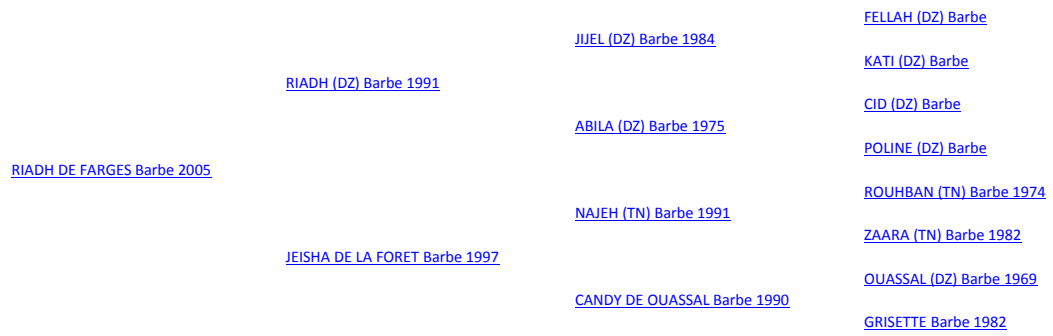 FELLAH (DZ) Barbe
JIJEL (DZ) Barbe 1984
KATI (DZ) Barbe
RIADH (DZ) Barbe 1991
CID (DZ) Barbe
ABILA (DZ) Barbe 1975
POLINE (DZ) Barbe
RIADH DE FARGES Barbe 2005
ROUHBAN (TN) Barbe 1974
NAJEH (TN) Barbe 1991
ZAARA (TN) Barbe 1982
JEISHA DE LA FORET Barbe 1997
OUASSAL (DZ) Barbe 1969
CANDY DE OUASSAL Barbe 1990
GRISETTE Barbe 1982